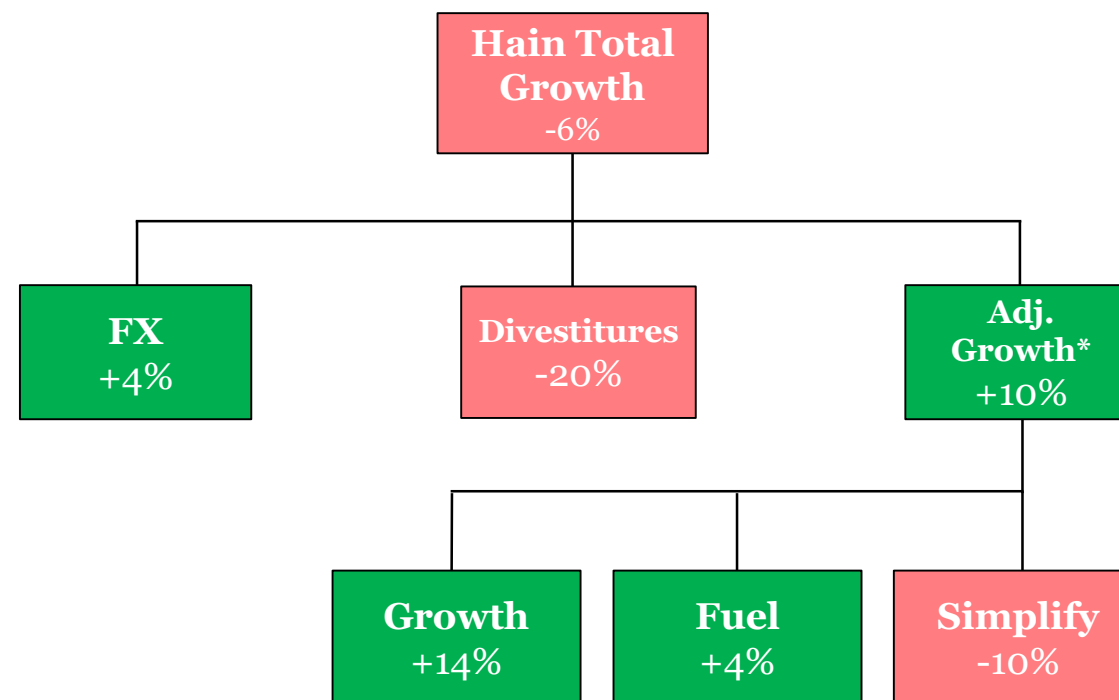 Hain Total
Growth
-6%
FX
+4%
Divestitures
-20%
Adj.
Growth*
+10%
Growth
+14%
Fuel
+4%
Simplify
-10%